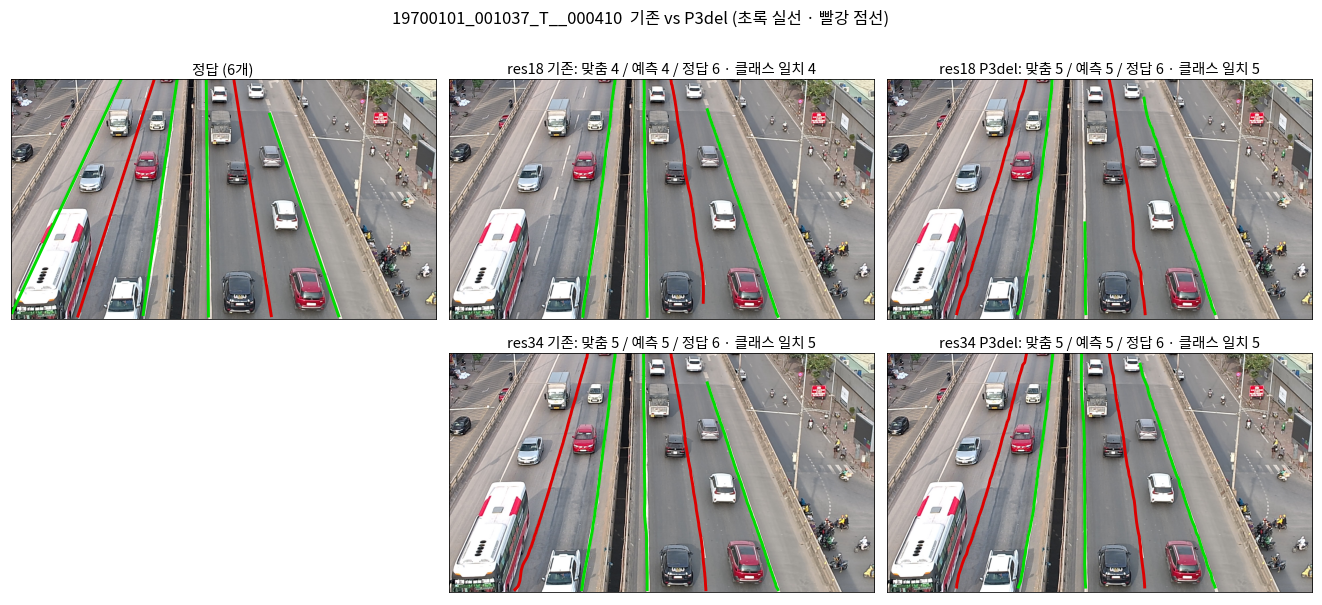 19700101_001037_T__000410 기존 vs P3del (초록 실선 · 빨강 점선)
정답 (6개)
res18 기존: 맞춤 4 / 예측 4 / 정답 6 · 클래스 일치 4
res18 P3del: 맞춤 5 / 예측 5 / 정답 6 · 클래스 일치 5
res34 기존: 맞춤 5 / 예측 5 / 정답 6 · 클래스 일치 5
res34 P3del: 맞춤 5 / 예측 5 / 정답 6 · 클래스 일치 5